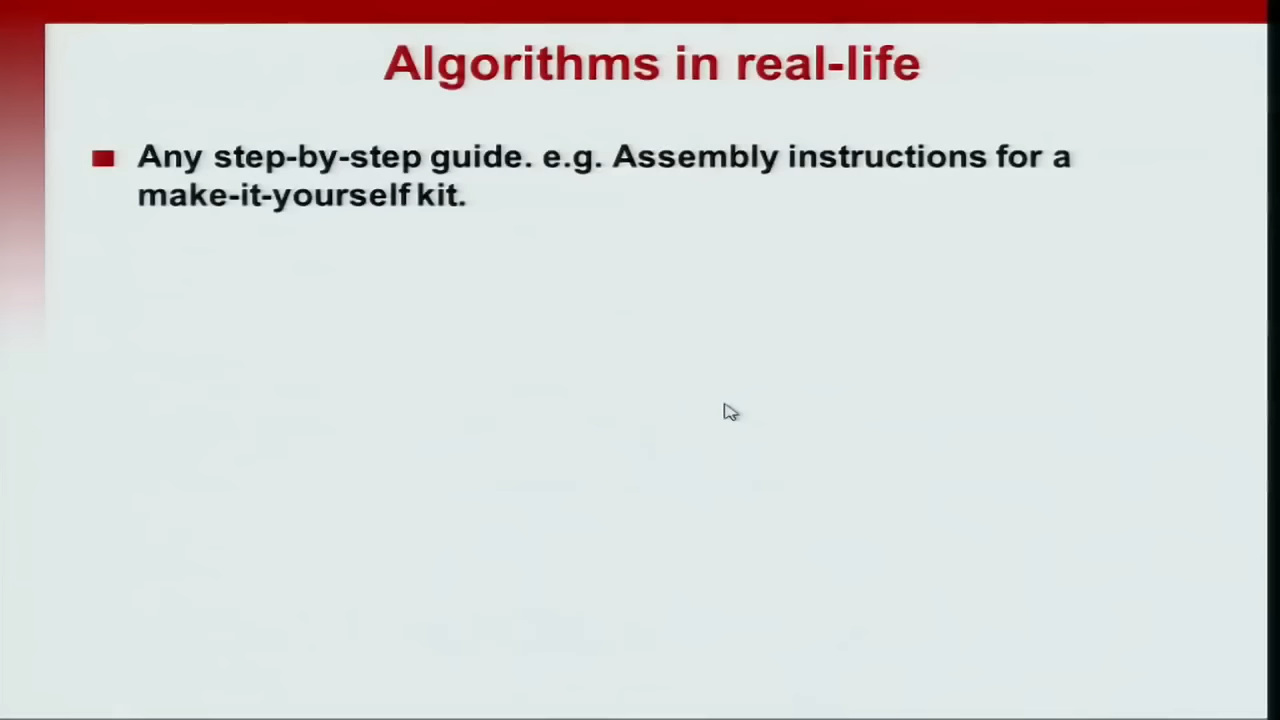 Algorithms in real-life
Any step-by-step guide. e.g. Assembly instructions for a
make-it-yourself kit.